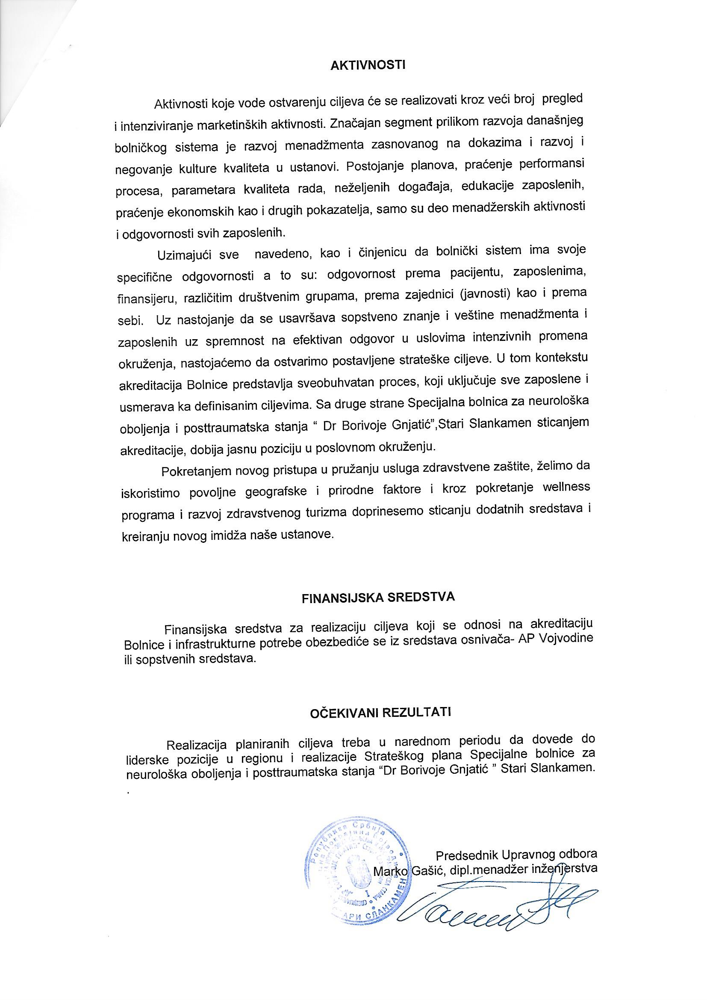 AKTIVNOSTI
Aktivnosti koje vode ostvarenju ciljeva će se realizovati kroz veći broj pregled
i intenziviranje marketinških aktivnosti. Značajan segment prilikom razvoja današnjeg
bolničkog sistema je razvoj menadžmenta zasnovanog na dokazima i razvoj i
negovanje kulture kvaliteta u ustanovi. Postojanje planova, praćenje performansi
procesa, parametara kvaliteta rada, neželjenih događaja, edukacije zaposlenih,
praćenje ekonomskih kao i drugih pokazatelja, samo su deo menadžerskih aktivnosti
i odgovornosti svih zaposlenih.
Uzimajući sve navedeno, kao i činjenicu da bolnički sistem ima svoje
specifične odgovornosti a to su: odgovornost prema pacijentu, zaposlenima,
finansijeru, različitim društvenim grupama, prema zajednici (javnosti) kao i prema
sebi. Uz nastojanje da se usavršava sopstveno znanje i veštine menadžmenta i
zaposlenih uz spremnost na efektivan odgovor u uslovima intenzivnih promena
okruženja, nastojaćemo da ostvarimo postavljene strateške ciljeve. U tom kontekstu
akreditacija Bolnice predstavlja sveobuhvatan proces, koji uključuje sve zaposlene i
usmerava ka definisanim ciljevima. Sa druge strane Specijalna bolnica za neurološka
oboljenja i posttraumatska stanja “ Dr Borivoje Gnjatić”,Stari Slankamen sticanjem
akreditacije, dobija jasnu poziciju u poslovnom okruženju.
Pokretanjem novog pristupa u pružanju usluga zdravstvene zaštite, želimo da
iskoristimo povoljne geografske i prirodne faktore i kroz pokretanje wellness
programa i razvoj zdravstvenog turizma doprinesemo sticanju dodatnih sredstava i
kreiranju novog imidža naše ustanove.
FINANSIJSKA SREDSTVA
Finansijska sredstva za realizaciju ciljeva koji se odnosi na akreditaciju
Bolnice i infrastrukturne potrebe obezbediće se iz sredstava osnivača- AP Vojvodine
ili sopstvenih sredstava.
OČEKIVANI REZULTATI
Realizacija planiranih ciljeva treba u narednom periodu da dovede do
liderske pozicije u regionu i realizacije Strateškog plana Specijalne bolnice za
neurološka oboljenja i posttraumatska stanja “Dr Borivoje Gnjatić ” Stari Slankamen.
.
Република Србија
Покрајина Војводина
СЛАНКАМЕН
Predsednik Upravnog odbora
Marko Gašić, dipl.menadžer inženjerstva